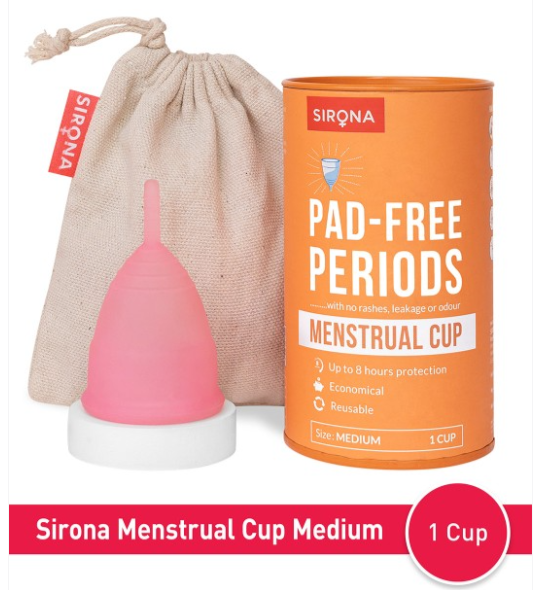 SIRONA
SIRONA
PAD-FREE
PERIODS
......with no rashes, leakage or odour
MENSTRUAL CUP
Up to 8 hours protection
Economical
Reusable
Size: MEDIUM 1 CUP
Sirona Menstrual Cup Medium 1 Cup